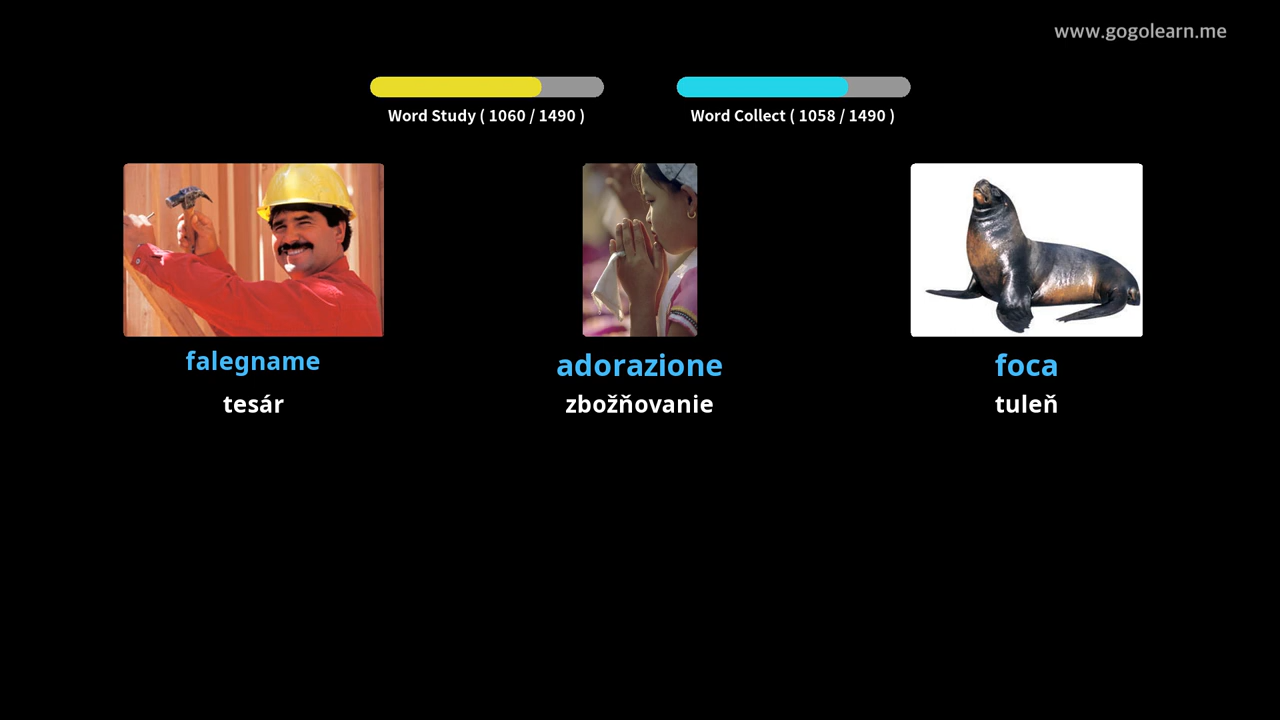 www.gogolearn.me
Word Study ( 1060 / 1490 )
Word Collect ( 1058 / 1490 )
falegname
adorazione
foca
tesár
zbožňovanie
tuleň